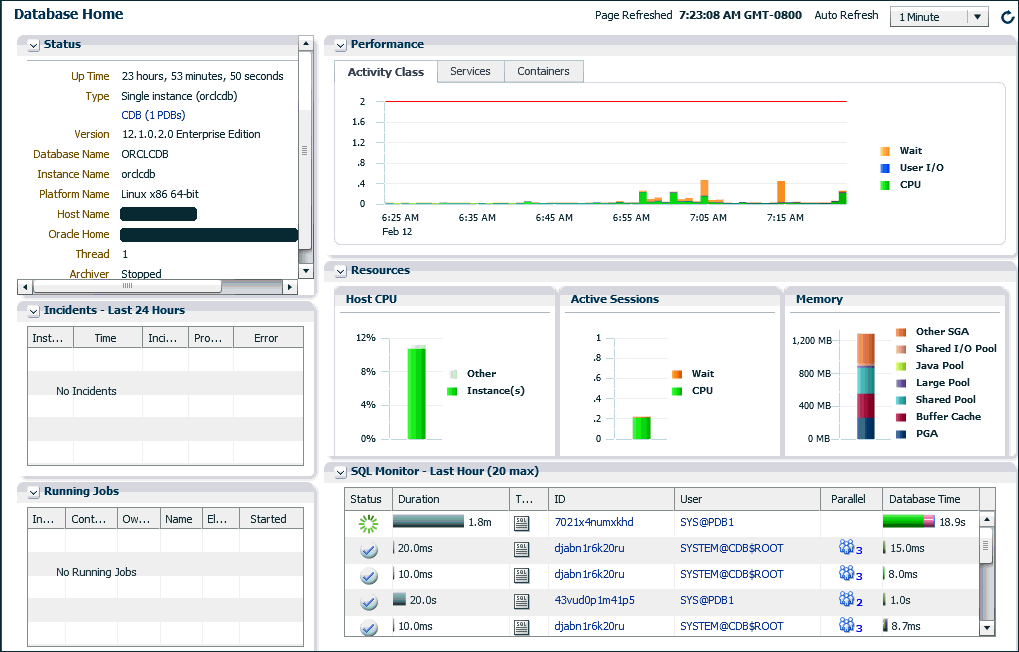 Database Home
Page Refreshed 7:23:08 AM GMT-0800 Auto Refresh 1 Minute
Status
Up Time 23 hours, 53 minutes, 50 seconds
Type Single instance (orclcdb)
CDB (1 PDBs)
Version 12.1.0.2.0 Enterprise Edition
Database Name ORCLCDB
Instance Name orclcdb
Platform Name Linux x86 64-bit
Host Name
Oracle Home
Thread 1
Archiver Stopped
Incidents - Last 24 Hours
Inst... Time Inci... Pro... Error
No Incidents
Running Jobs
In... Cont... Ow... Name El... Started
No Running Jobs
Performance
Activity Class Services Containers
2
1.6
1.2
.8
.4
0
6:25 AM 6:35 AM 6:45 AM 6:55 AM 7:05 AM 7:15 AM
Feb 12
Wait
User I/O
CPU
Resources
Host CPU
12%
8%
4%
0%
Other
Instance(s)
Active Sessions
1
.8
.6
.4
.2
0
Wait
CPU
Memory
1,200 MB
800 MB
400 MB
0 MB
Other SGA
Shared I/O Pool
Java Pool
Large Pool
Shared Pool
Buffer Cache
PGA
SQL Monitor - Last Hour (20 max)
Status Duration T... ID User Parallel Database Time
1.8m SQL 7021x4numxkhd SYS@PDB1 18.9s
20.0ms SQL djabn1r6k20ru SYSTEM@CDB$ROOT 3 15.0ms
10.0ms SQL djabn1r6k20ru SYSTEM@CDB$ROOT 3 8.0ms
20.0s SQL 43vud0p1m41p5 SYS@PDB1 2 1.0s
10.0ms SQL djabn1r6k20ru SYSTEM@CDB$ROOT 3 8.7ms